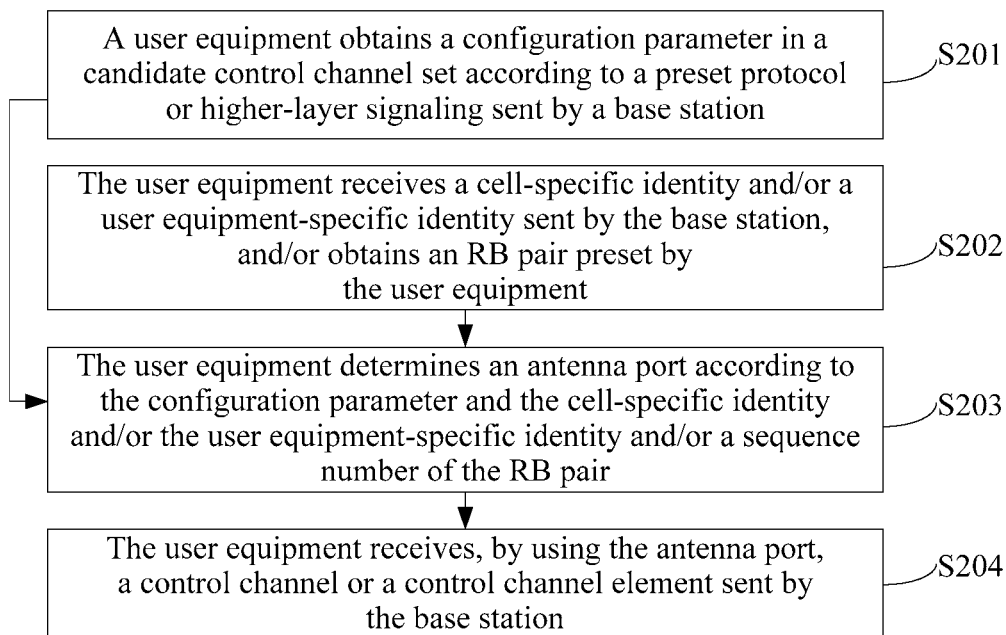 A user equipment obtains a configuration parameter in a
candidate control channel set according to a preset protocol
or higher-layer signaling sent by a base station
S201
The user equipment receives a cell-specific identity and/or a
user equipment-specific identity sent by the base station,
and/or obtains an RB pair preset by
the user equipment
S202
The user equipment determines an antenna port according to
the configuration parameter and the cell-specific identity
and/or the user equipment-specific identity and/or a sequence
number of the RB pair
S203
The user equipment receives, by using the antenna port,
a control channel or a control channel element sent by
the base station
S204